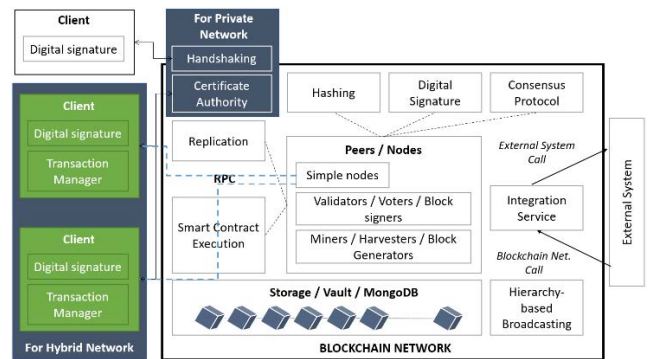 Client
Digital signature
For Private
Network
Handshaking
Certificate
Authority
Client
Digital signature
Transaction
Manager
Client
Digital signature
Transaction
Manager
For Hybrid Network
Hashing
Digital
Signature
Consensus
Protocol
Replication
RPC
Smart Contract
Execution
Peers / Nodes
Simple nodes
Validators / Voters / Block
signers
Miners / Harvesters / Block
Generators
External System
Call
Integration
Service
Blockchain Net.
Call
External System
Storage / Vault / MongoDB
Hierarchy-
based
Broadcasting
BLOCKCHAIN NETWORK